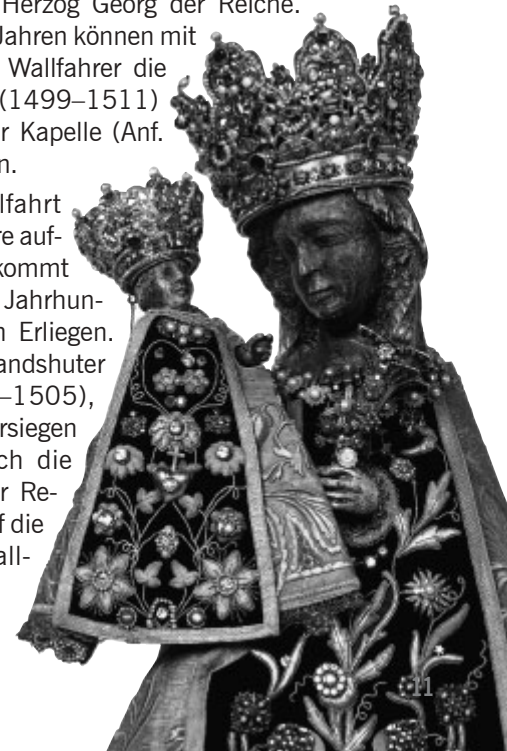 Herzog Georg der Reiche.
Jahren können mit
Wallfahrer die
(1499–1511)
r Kapelle (Anf.
n.
lfahrt
re auf-
kommt
Jahrhun-
n Erliegen.
andshuter
–1505),
ersiegen
ch die
r Re-
f die
all-
11